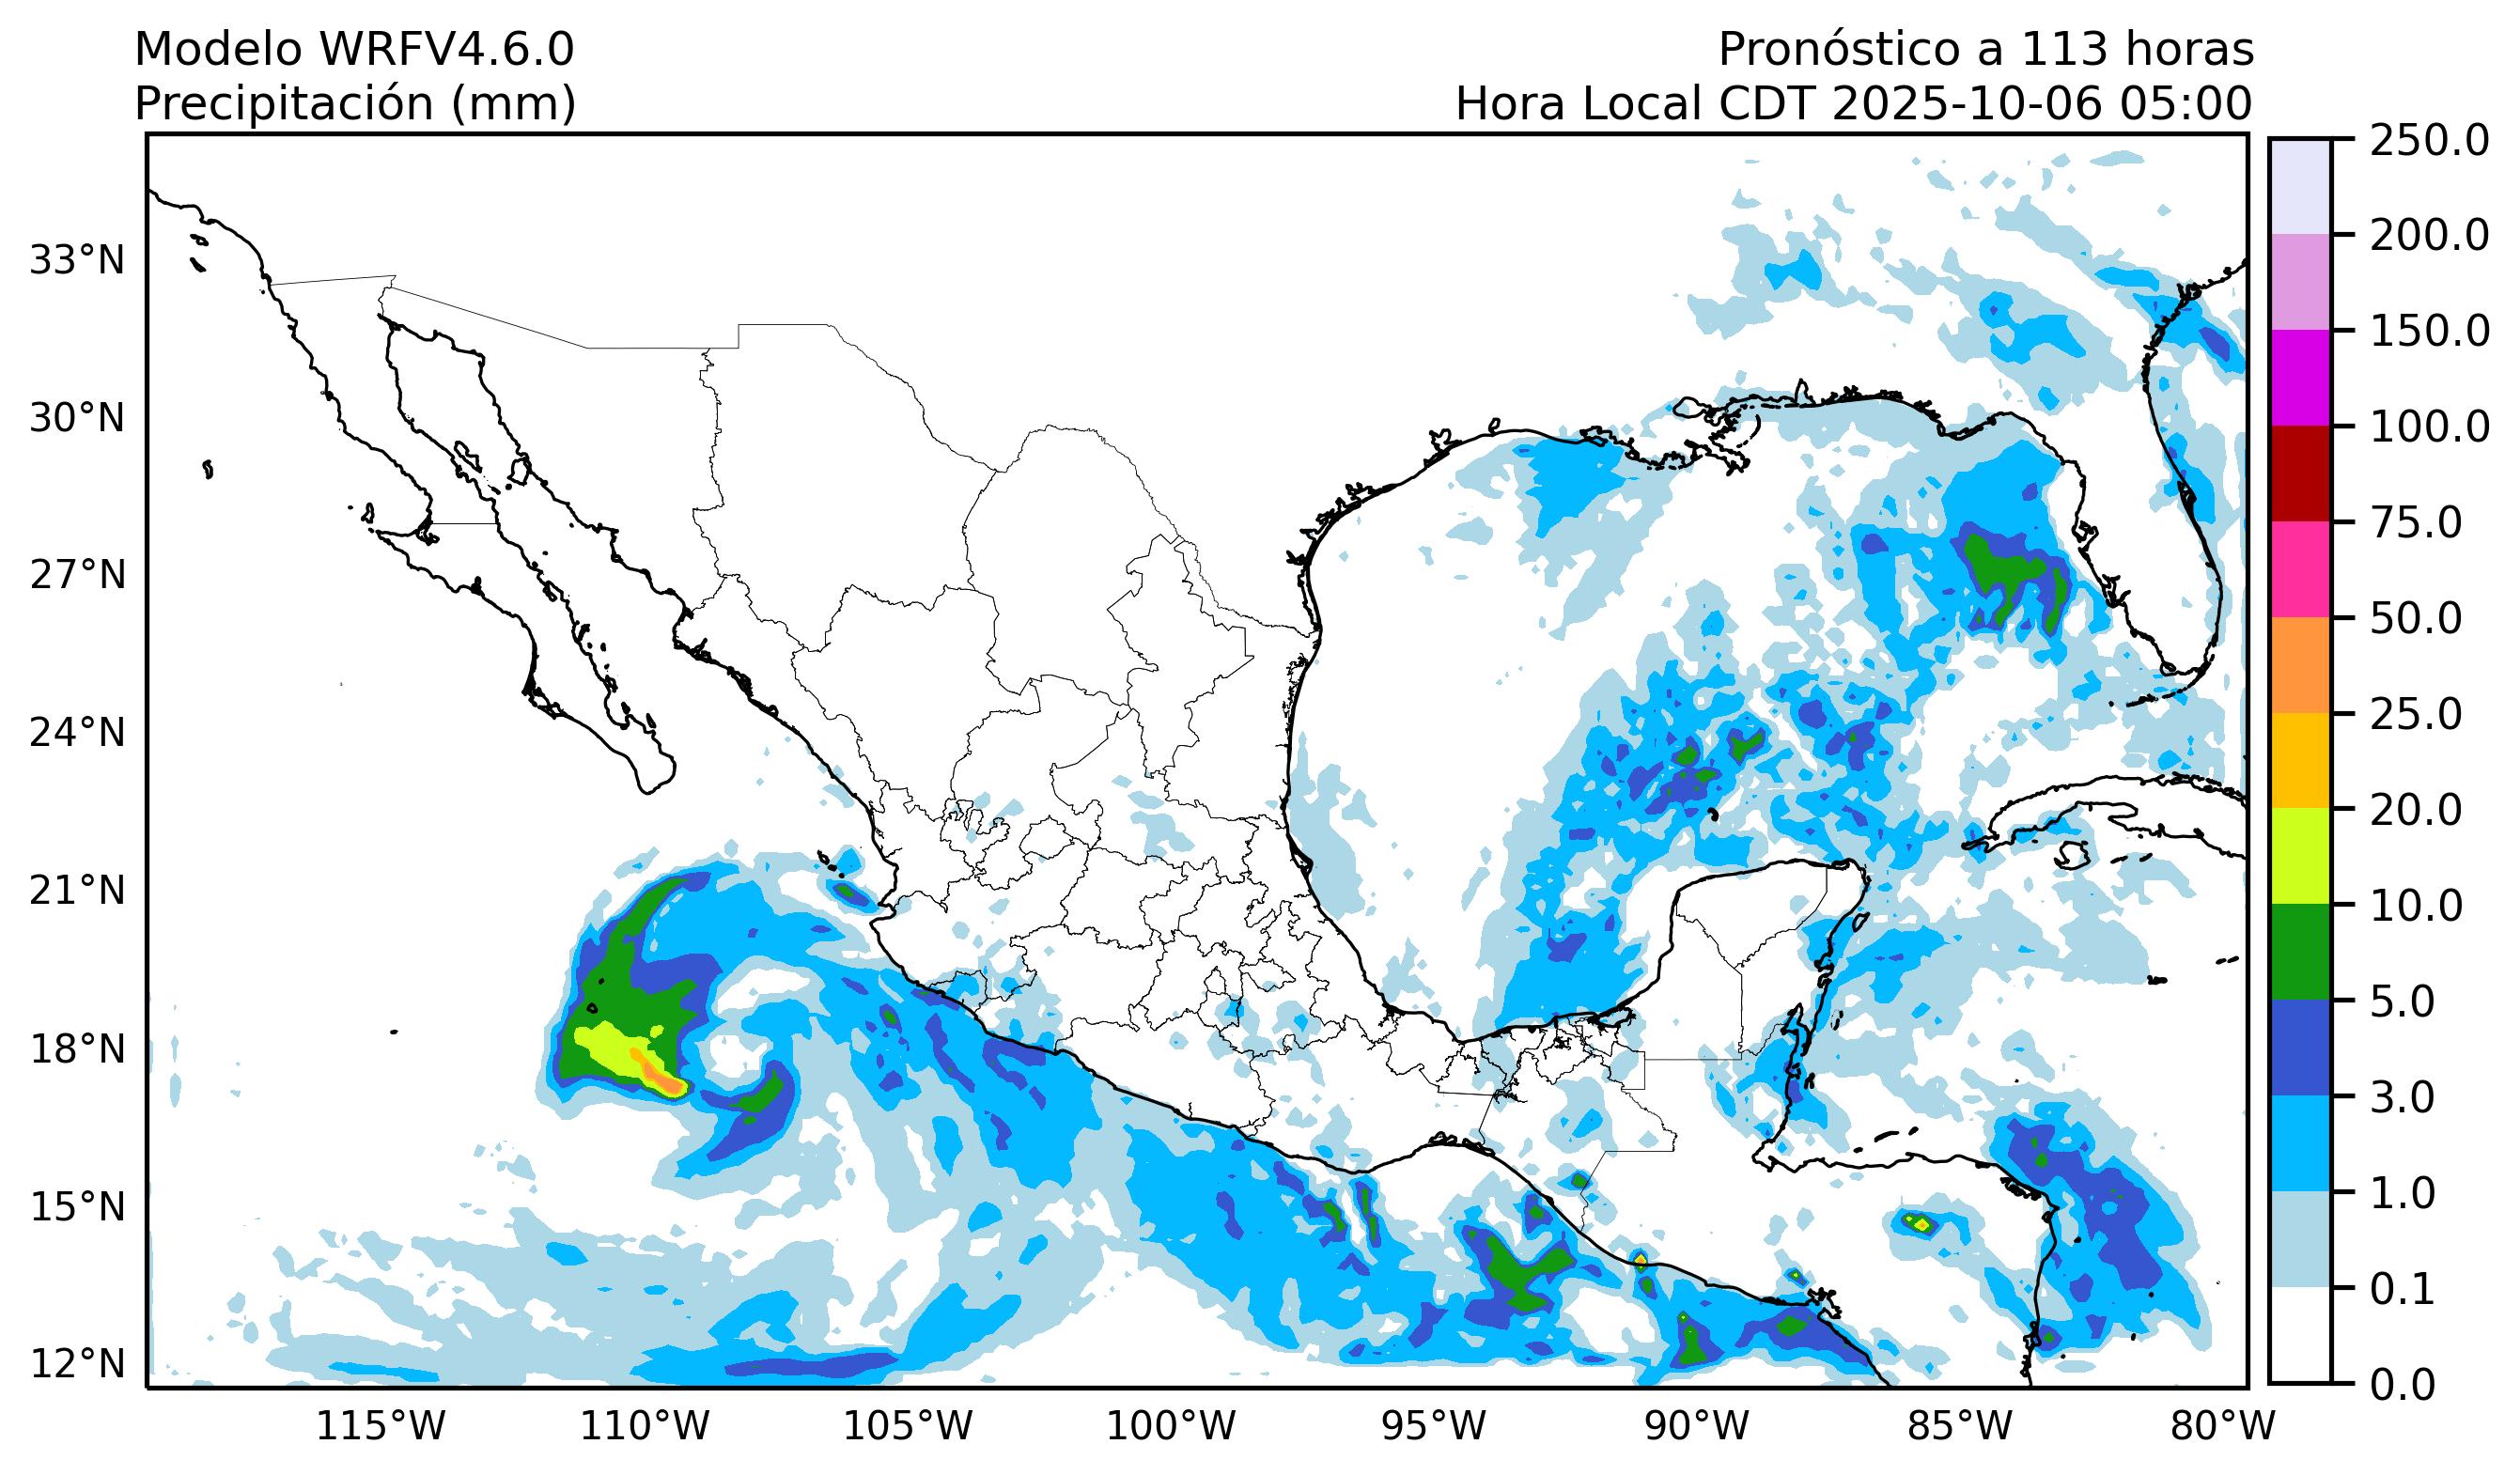 Modelo WRFV4.6.0
Precipitación (mm)
Pronóstico a 113 horas
Hora Local CDT 2025-10-06 05:00
33°N
30°N
27°N
24°N
21°N
18°N
15°N
12°N
115°W
110°W
105°W
100°W
95°W
90°W
85°W
80°W
250.0
200.0
150.0
100.0
75.0
50.0
25.0
20.0
10.0
5.0
3.0
1.0
0.1
0.0